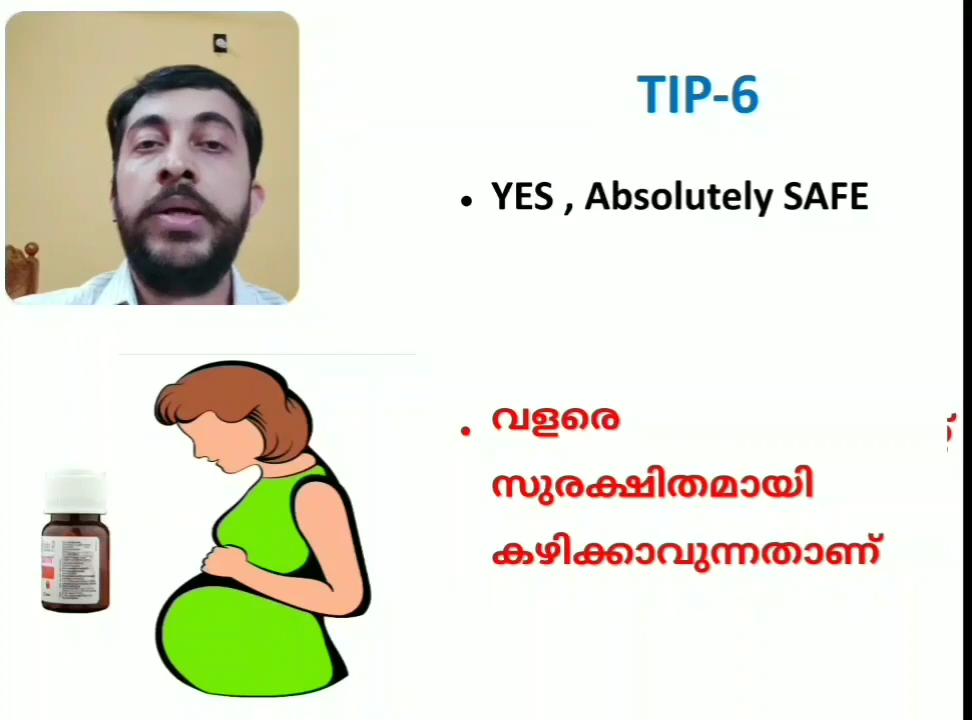 TIP-6
• YES , Absolutely SAFE
• വളരെ
സുരക്ഷിതമായി
കഴിക്കാവുന്നതാണ്